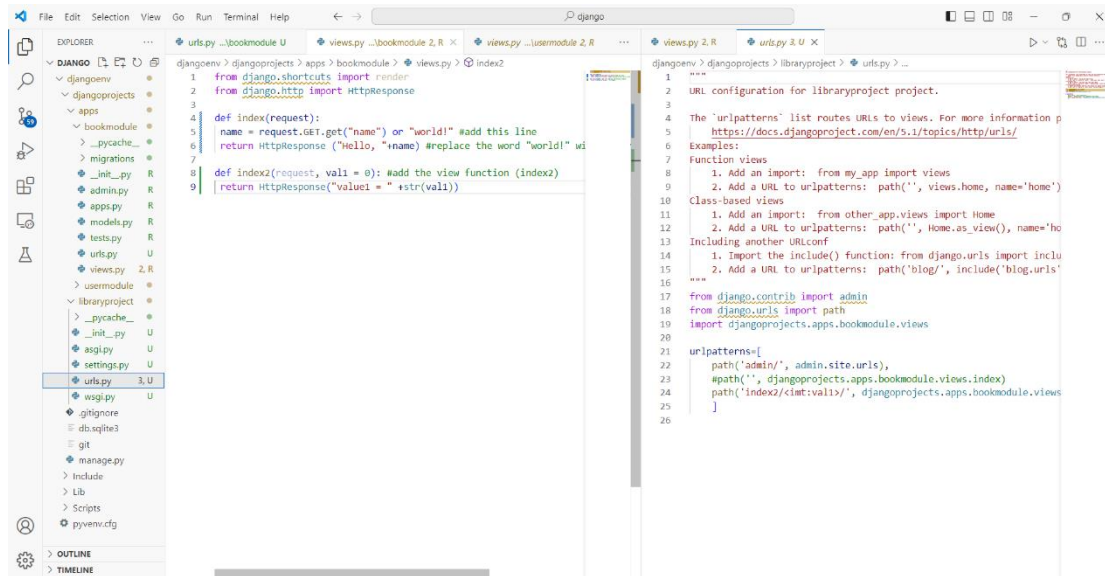 File Edit Selection View Go Run Terminal Help
django
EXPLORER
DJANGO
djangoenv
djangoprojects
apps
bookmodule
__pycache__
migrations
__init__.py R
admin.py R
apps.py R
models.py R
tests.py R
urls.py U
views.py 2, R
usermodule
libraryproject
__pycache__
__init__.py U
asgi.py U
settings.py U
urls.py 3, U
wsgi.py U
.gitignore
db.sqlite3
git
manage.py
Include
Lib
Scripts
pyvenv.cfg
OUTLINE
TIMELINE
59
urls.py ...\bookmodule U views.py ...\bookmodule 2, R views.py ...\usermodule 2, R
djangoenv > djangoprojects > apps > bookmodule > views.py > index2
1 from django.shortcuts import render
2 from django.http import HttpResponse
3
4 def index(request):
5 name = request.GET.get("name") or "world!" #add this line
6 return HttpResponse ("Hello, "+name) #replace the word "world!" wi
7
8 def index2(request, val1 = 0): #add the view function (index2)
9 return HttpResponse("value1 = " +str(val1))
views.py 2, R urls.py 3, U
djangoenv > djangoprojects > libraryproject > urls.py > ...
1 """
2 URL configuration for libraryproject project.
3
4 The `urlpatterns` list routes URLs to views. For more information p
5 https://docs.djangoproject.com/en/5.1/topics/http/urls/
6 Examples:
7 Function views
8 1. Add an import: from my_app import views
9 2. Add a URL to urlpatterns: path('', views.home, name='home')
10 Class-based views
11 1. Add an import: from other_app.views import Home
12 2. Add a URL to urlpatterns: path('', Home.as_view(), name='ho
13 Including another URLconf
14 1. Import the include() function: from django.urls import inclu
15 2. Add a URL to urlpatterns: path('blog/', include('blog.urls'
16 """
17 from django.contrib import admin
18 from django.urls import path
19 import djangoprojects.apps.bookmodule.views
20
21 urlpatterns=[
22 path('admin/', admin.site.urls),
23 #path('', djangoprojects.apps.bookmodule.views.index)
24 path('index2/<imt:val1>/', djangoprojects.apps.bookmodule.views
25 ]
26